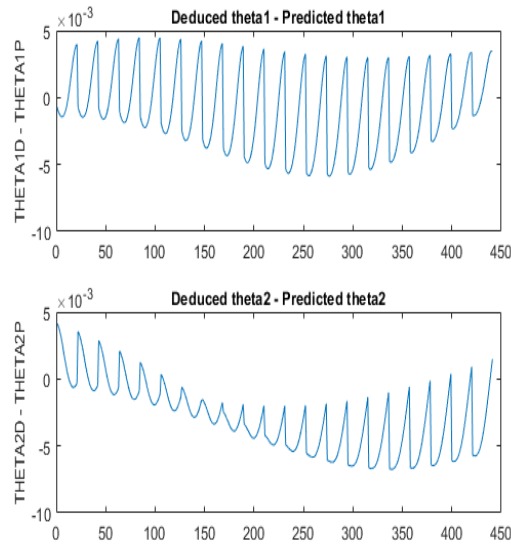 ×10⁻³
Deduced theta1 - Predicted theta1
5
0
-5
-10
THETA1D - THETA1P
0 50 100 150 200 250 300 350 400 450
×10⁻³
Deduced theta2 - Predicted theta2
5
0
-5
-10
THETA2D - THETA2P
0 50 100 150 200 250 300 350 400 450